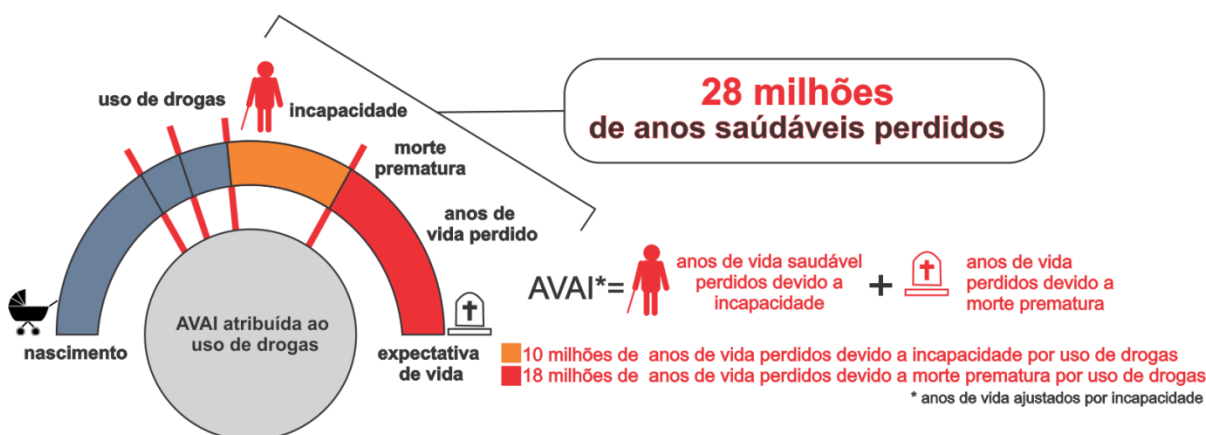 28 milhões
de anos saúdáveis perdidos
uso de drogas
incapacidade
morte
prematura
anos de
vida perdido
AVAI atribuída ao
uso de drogas
nascimento
expectativa
de vida
AVAI*=
anos de vida saudável
perdidos devido a
incapacidade
+
anos de vida
perdidos devido a
morte prematura
10 milhões de anos de vida perdidos devido a incapacidade por uso de drogas
18 milhões de anos de vida perdidos devido a morte prematura por uso de drogas
* anos de vida ajustados por incapacidade